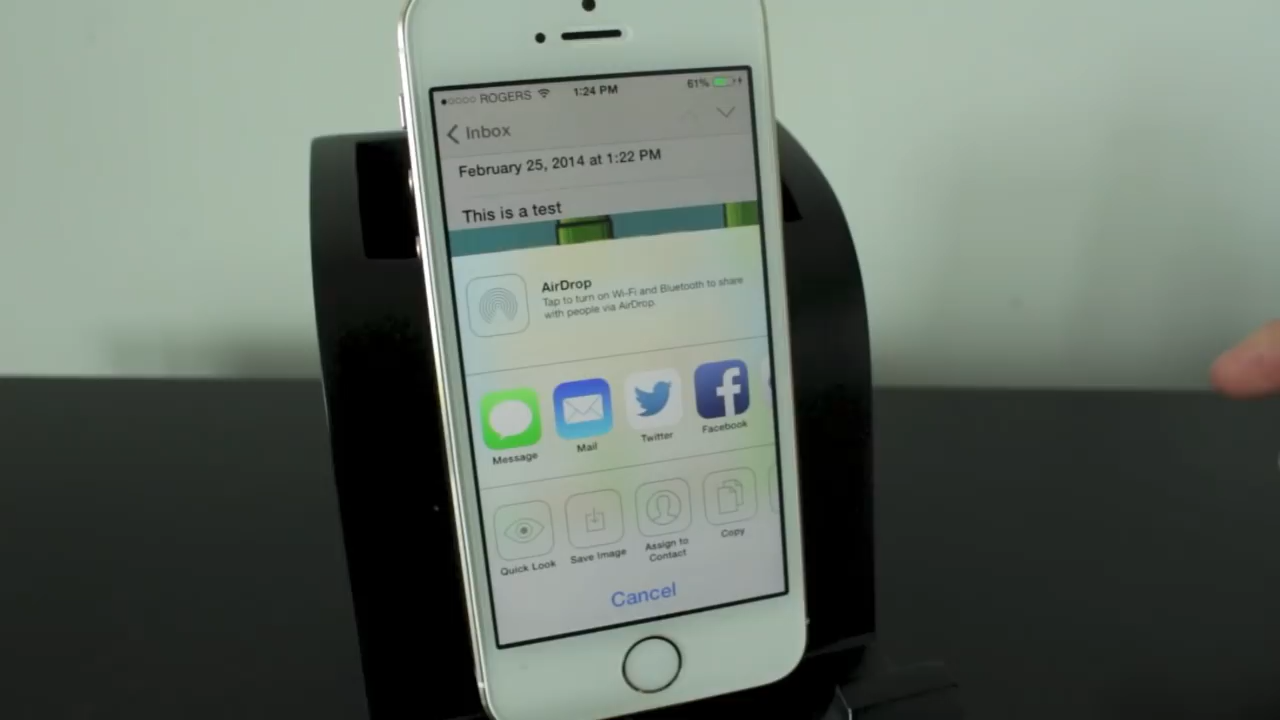 ROGERS 1:24 PM 61%
Inbox
February 25, 2014 at 1:22 PM
This is a test
AirDrop
Tap to turn on Wi-Fi and Bluetooth to share
with people via AirDrop.
Message Mail Twitter Facebook
Quick Look Save Image Assign to
Contact Copy
Cancel